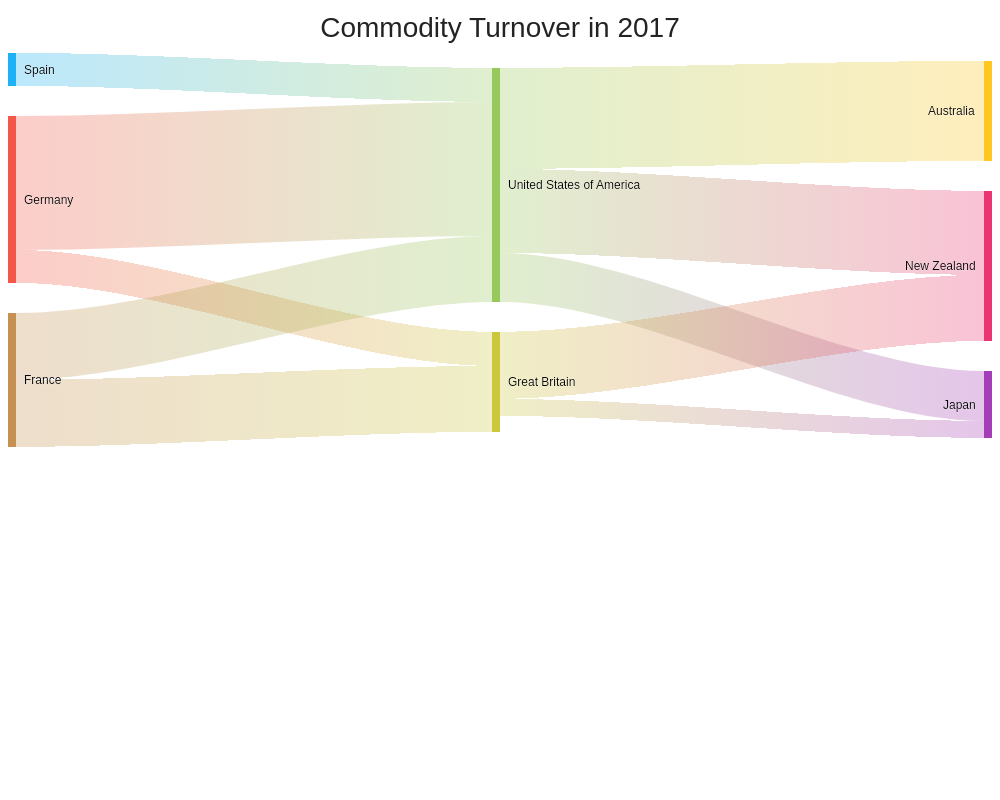 Commodity Turnover in 2017
Spain
Germany
France
United States of America
Great Britain
Australia
New Zealand
Japan